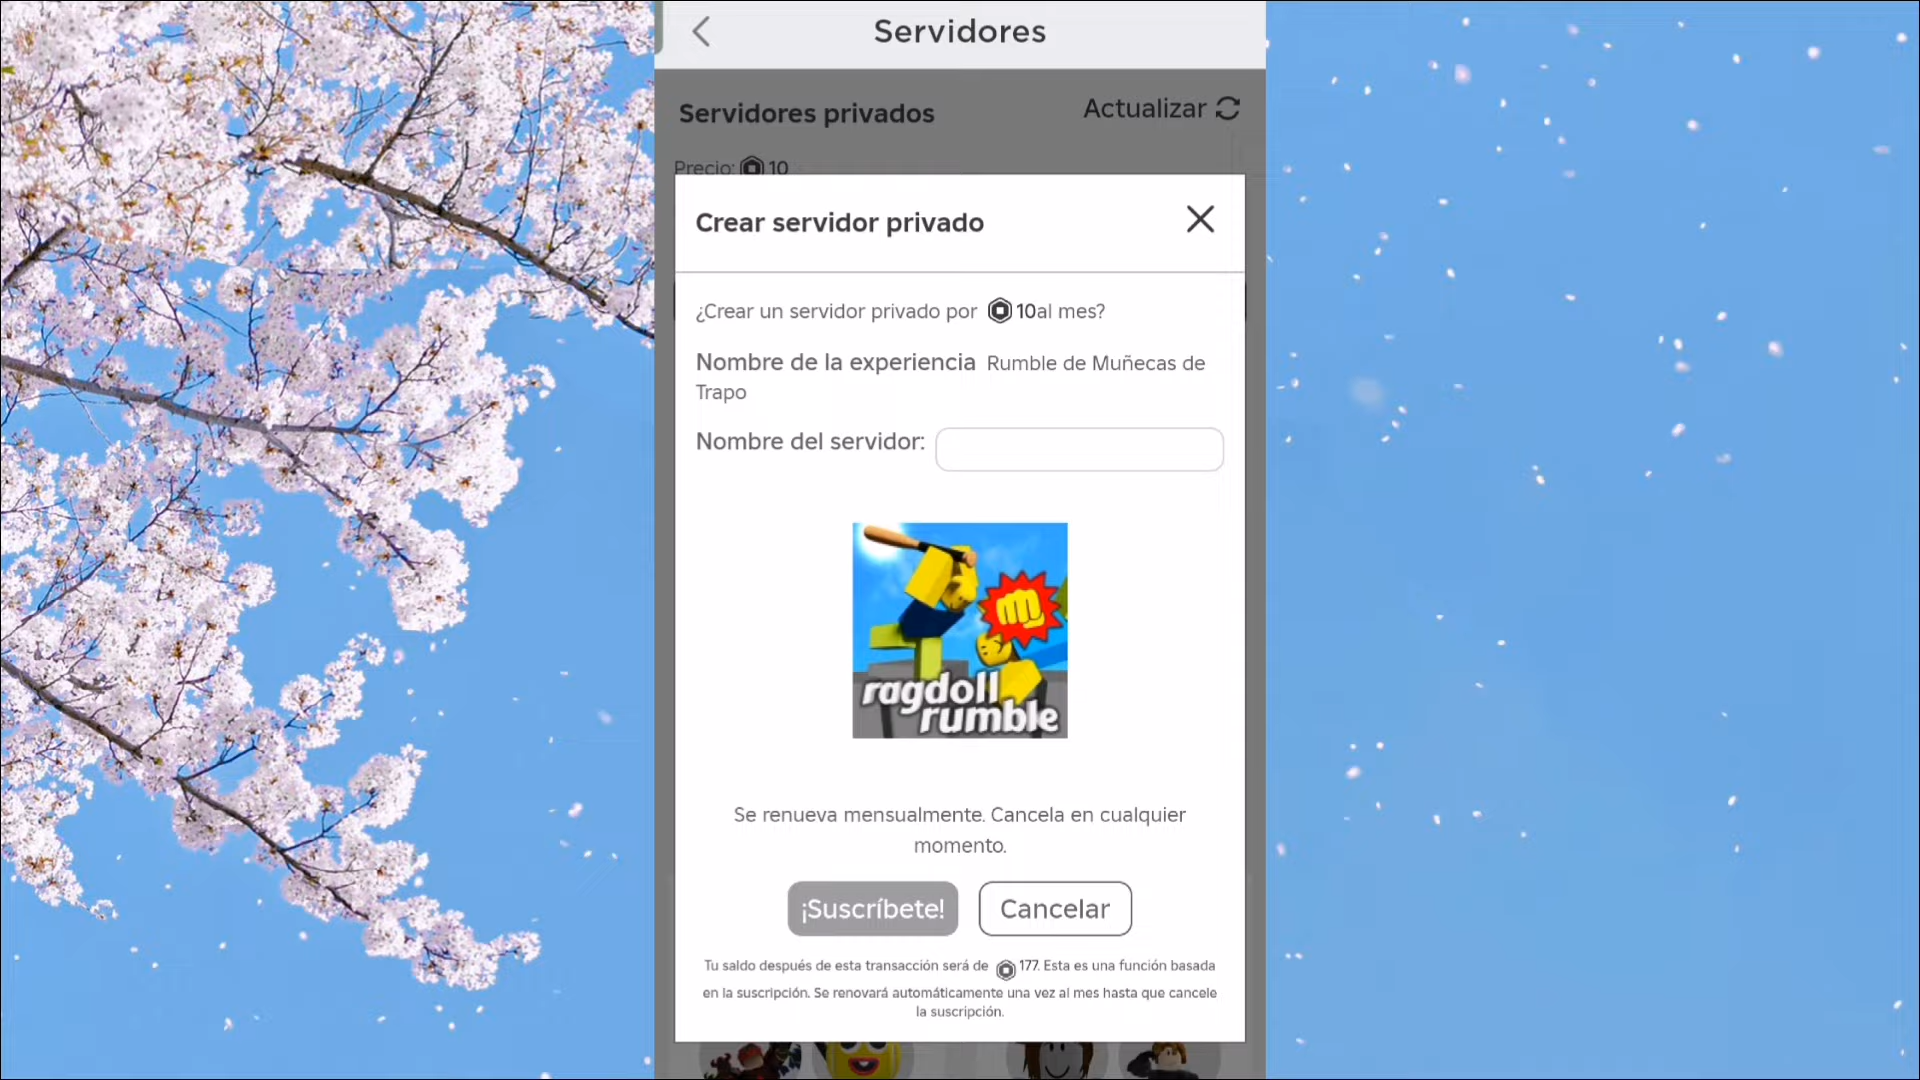 Servidores
Servidores privados
Actualizar
Precio: 10
Crear servidor privado
¿Crear un servidor privado por 10al mes?
Nombre de la experiencia Rumble de Muñecas de
Trapo
Nombre del servidor:
ragdoll
rumble
Se renueva mensualmente. Cancela en cualquier
momento.
¡Suscríbete!
Cancelar
Tu saldo después de esta transacción será de 177. Esta es una función basada
en la suscripción. Se renovará automáticamente una vez al mes hasta que cancele
la suscripción.